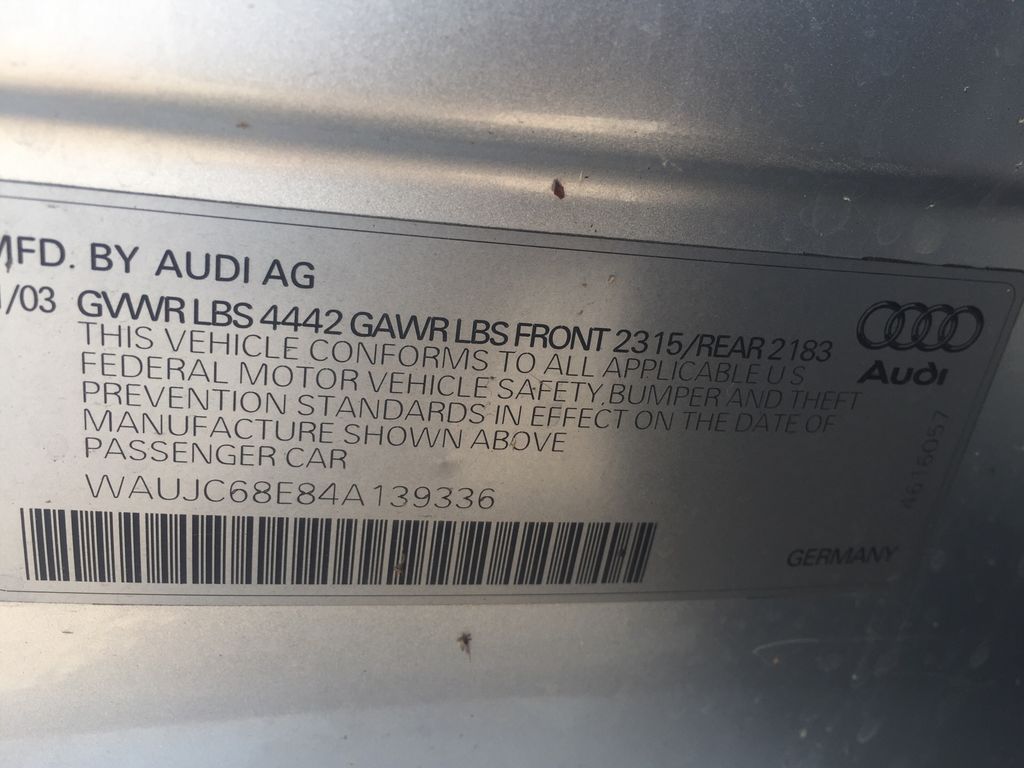 MFD. BY AUDI AG
/03 GVWR LBS 4442 GAWR LBS FRONT 2315/REAR 2183
THIS VEHICLE CONFORMS TO ALL APPLICABLE U S
FEDERAL MOTOR VEHICLE SAFETY, BUMPER AND THEFT
PREVENTION STANDARDS IN EFFECT ON THE DATE OF
MANUFACTURE SHOWN ABOVE
PASSENGER CAR
WAUJC68E84A139336
Audi
4616057
GERMANY